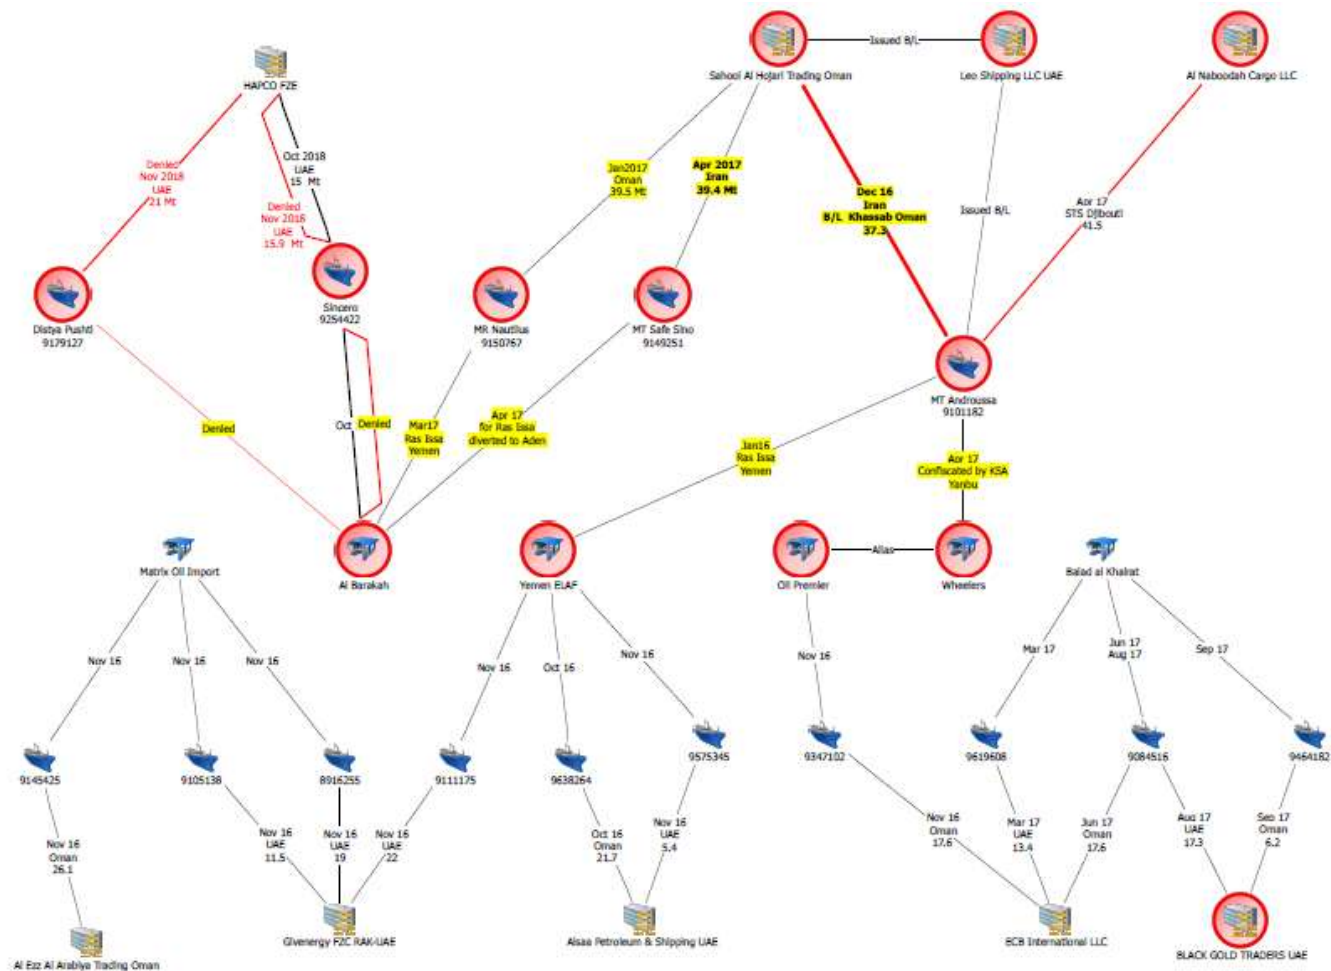 HAPCO FZE
Sahool Al Hojari Trading Oman
Issued B/L
Leo Shipping LLC UAE
Al Naboodah Cargo LLC
Denied
Nov 2018
UAE
21 Mt
Oct 2018
UAE
15 Mt
Denied
Nov 2018
UAE
15.9 Mt
Jan2017
Oman
39.5 Mt
Apr 2017
Iran
39.4 Mt
Dec 16
Iran
B/L Khassab Oman
37.3
Issued B/L
Apr 17
STS Djibouti
41.5
Distya Pushti
9179127
Sincero
9254422
MR Nautilus
9150767
MT Safe Sino
9149251
MT Androussa
9101182
Denied
Oct
Denied
Mar17
Ras Issa
Yemen
Apr 17
for Ras Issa
diverted to Aden
Jan16
Ras Issa
Yemen
Apr 17
Confiscated by KSA
Yanbu
Matrix Oil Import
Al Barakah
Yemen ELAF
Oil Premier
Alias
Wheelers
Balad al Khairat
Nov 16
Nov 16
Nov 16
Nov 16
Oct 16
Nov 16
Nov 16
Mar 17
Jun 17
Aug 17
Sep 17
9145425
9105138
8916255
9111175
9638264
9575345
9347102
9619608
9084516
9464182
Nov 16
Oman
26.1
Nov 16
UAE
11.5
Nov 16
UAE
19
Nov 16
UAE
22
Oct 16
Oman
21.7
Nov 16
UAE
5.4
Nov 16
Oman
17.6
Mar 17
UAE
13.4
Jun 17
Oman
17.6
Aug 17
UAE
17.3
Sep 17
Oman
6.2
Al Ezz Al Arabiya Trading Oman
Givenergy FZC RAK-UAE
Aisaa Petroleum & Shipping UAE
ECB International LLC
BLACK GOLD TRADERS UAE